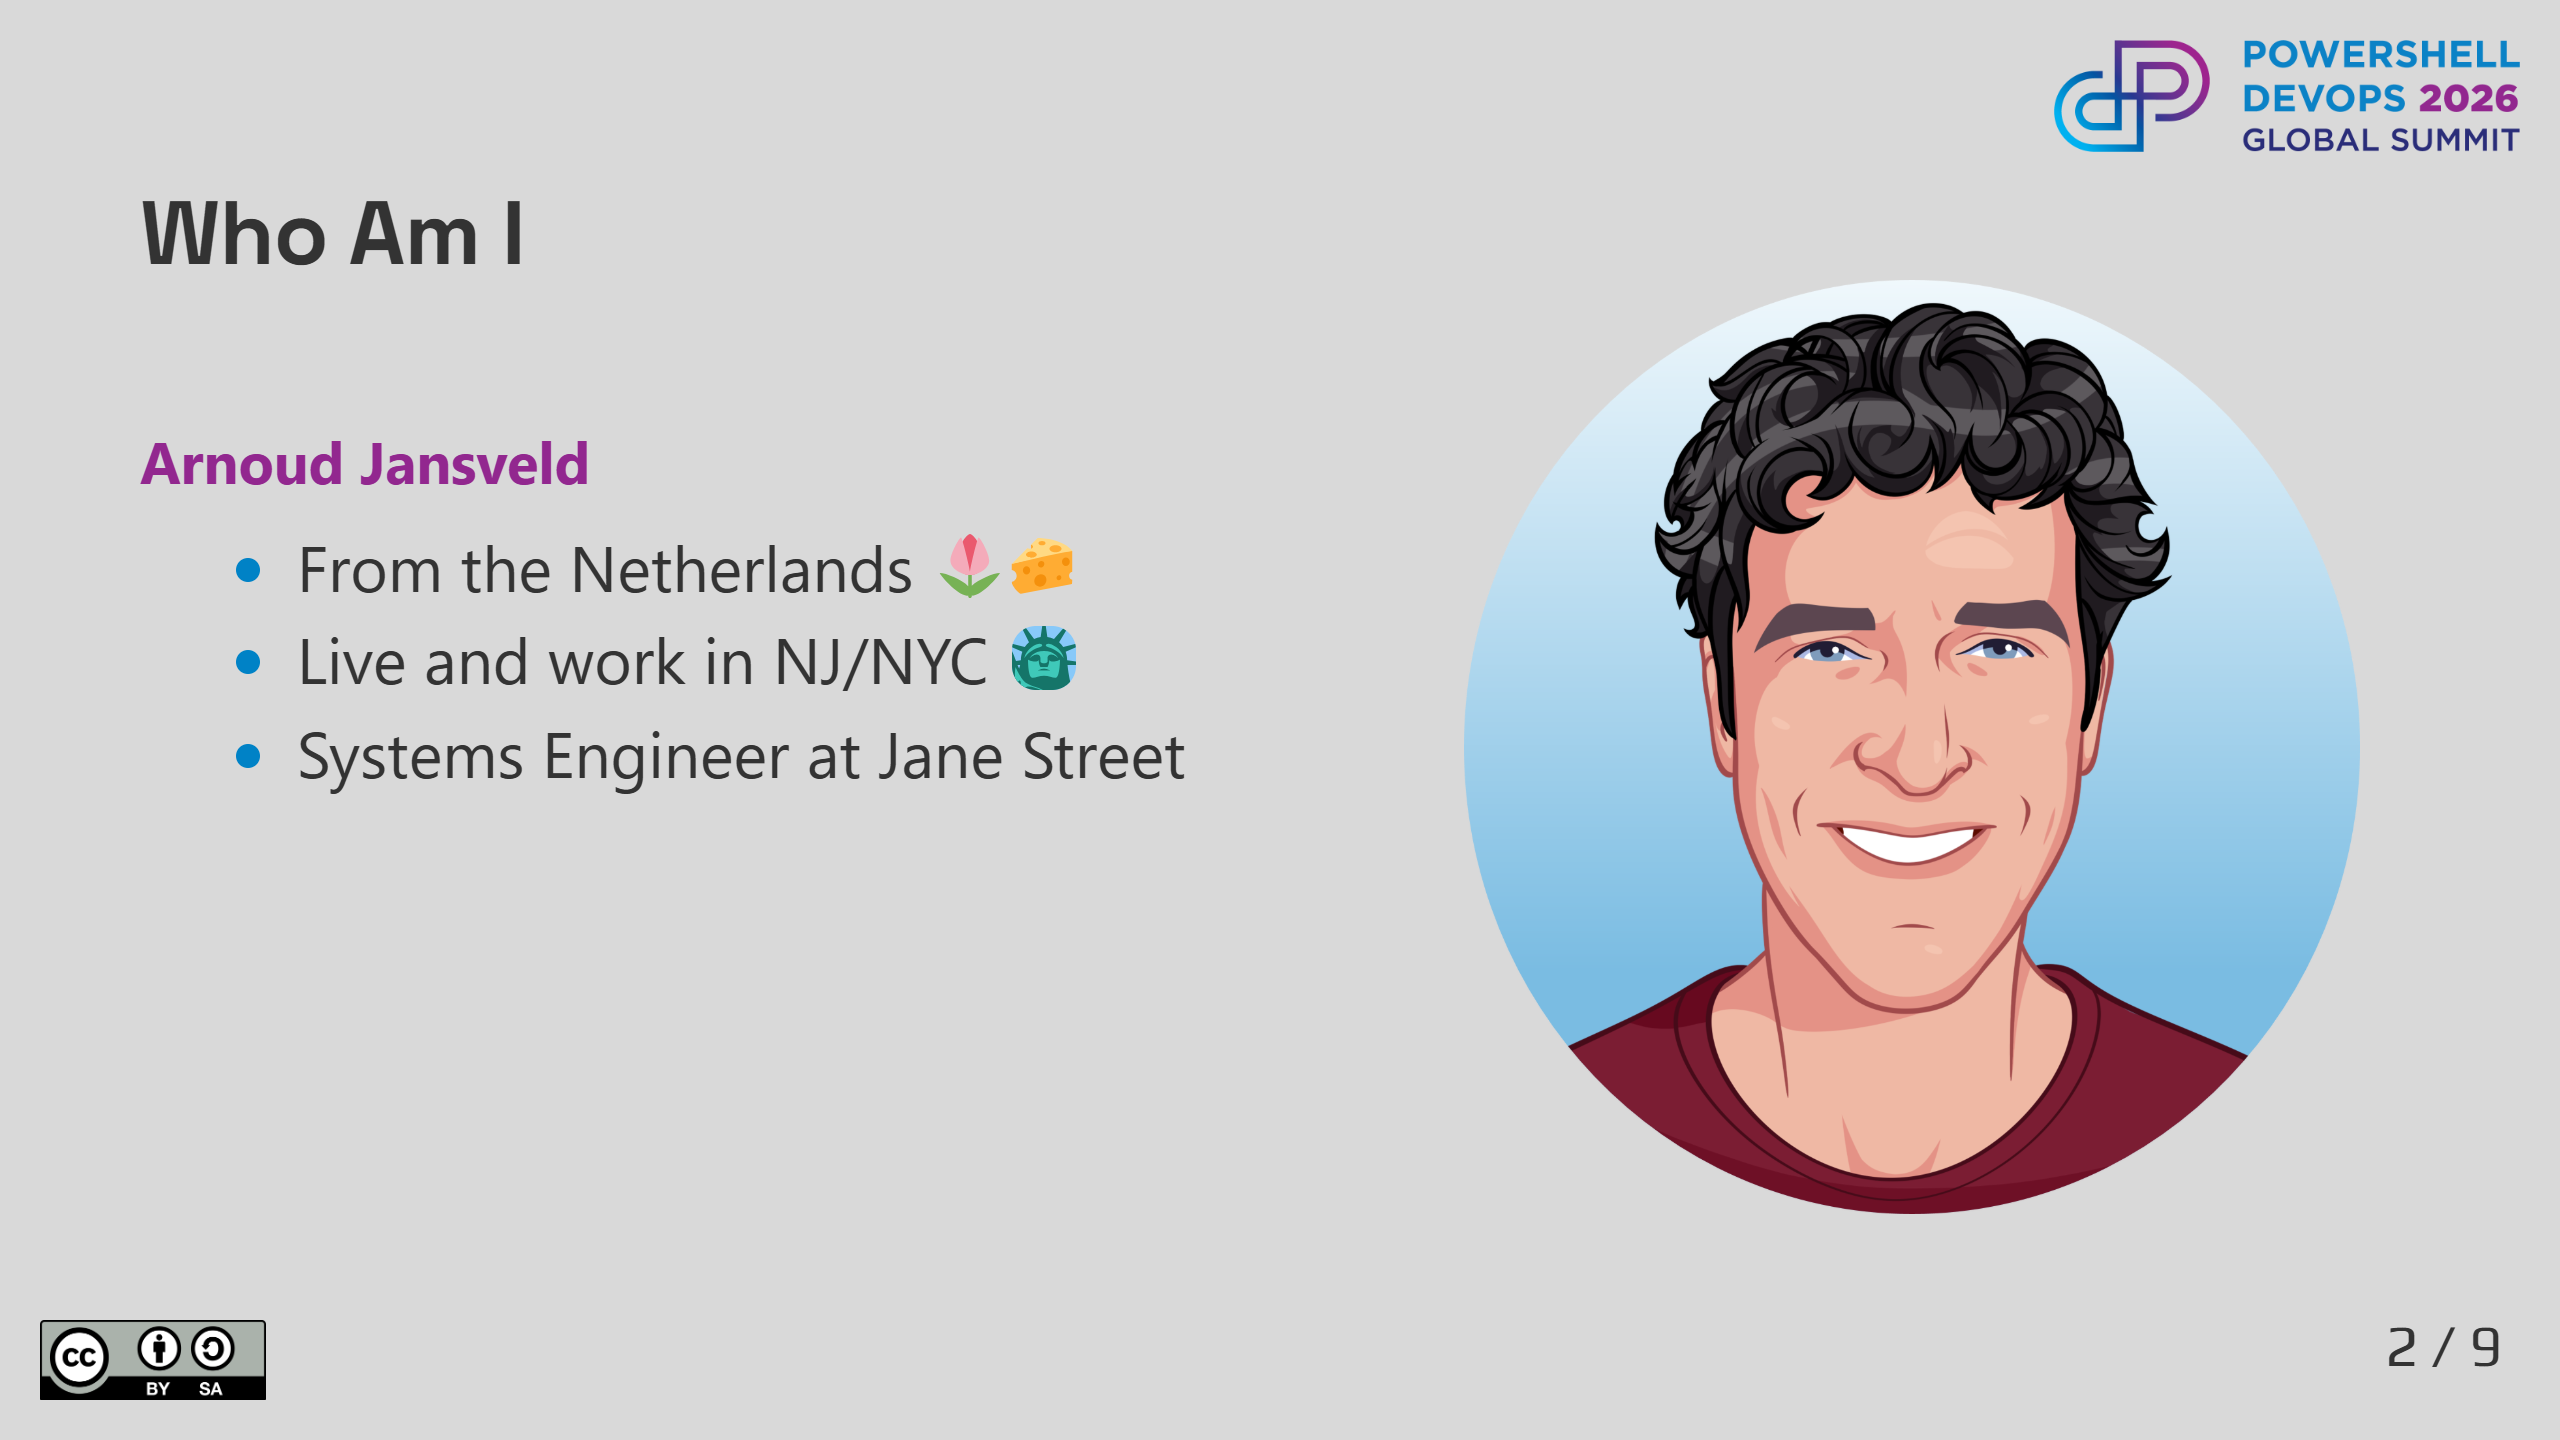 POWERSHELL
DEVOPS 2026
GLOBAL SUMMIT
Who Am I
Arnoud Jansveld
From the Netherlands 🌷🧀
Live and work in NJ/NYC 🗽
Systems Engineer at Jane Street
cc
BY SA
2 / 9